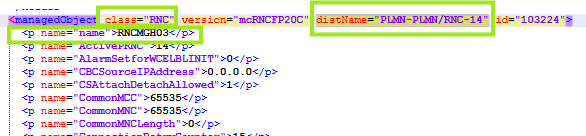 <managedObject class="RNC" version="mcRNCFP20C" distName="PLMN-PLMN/RNC-14" id="103224">
<p name="name">RNCMGH03</p>
<p name="ActivePRNC">14</p>
<p name="AlarmSetforWCELBLINIT">0</p>
<p name="CBCSourceIPAddress">0.0.0.0</p>
<p name="CSAttachDetachAllowed">1</p>
<p name="CommonMCC">65535</p>
<p name="CommonMNC">65535</p>
<p name="CommonMNCLength">0</p>